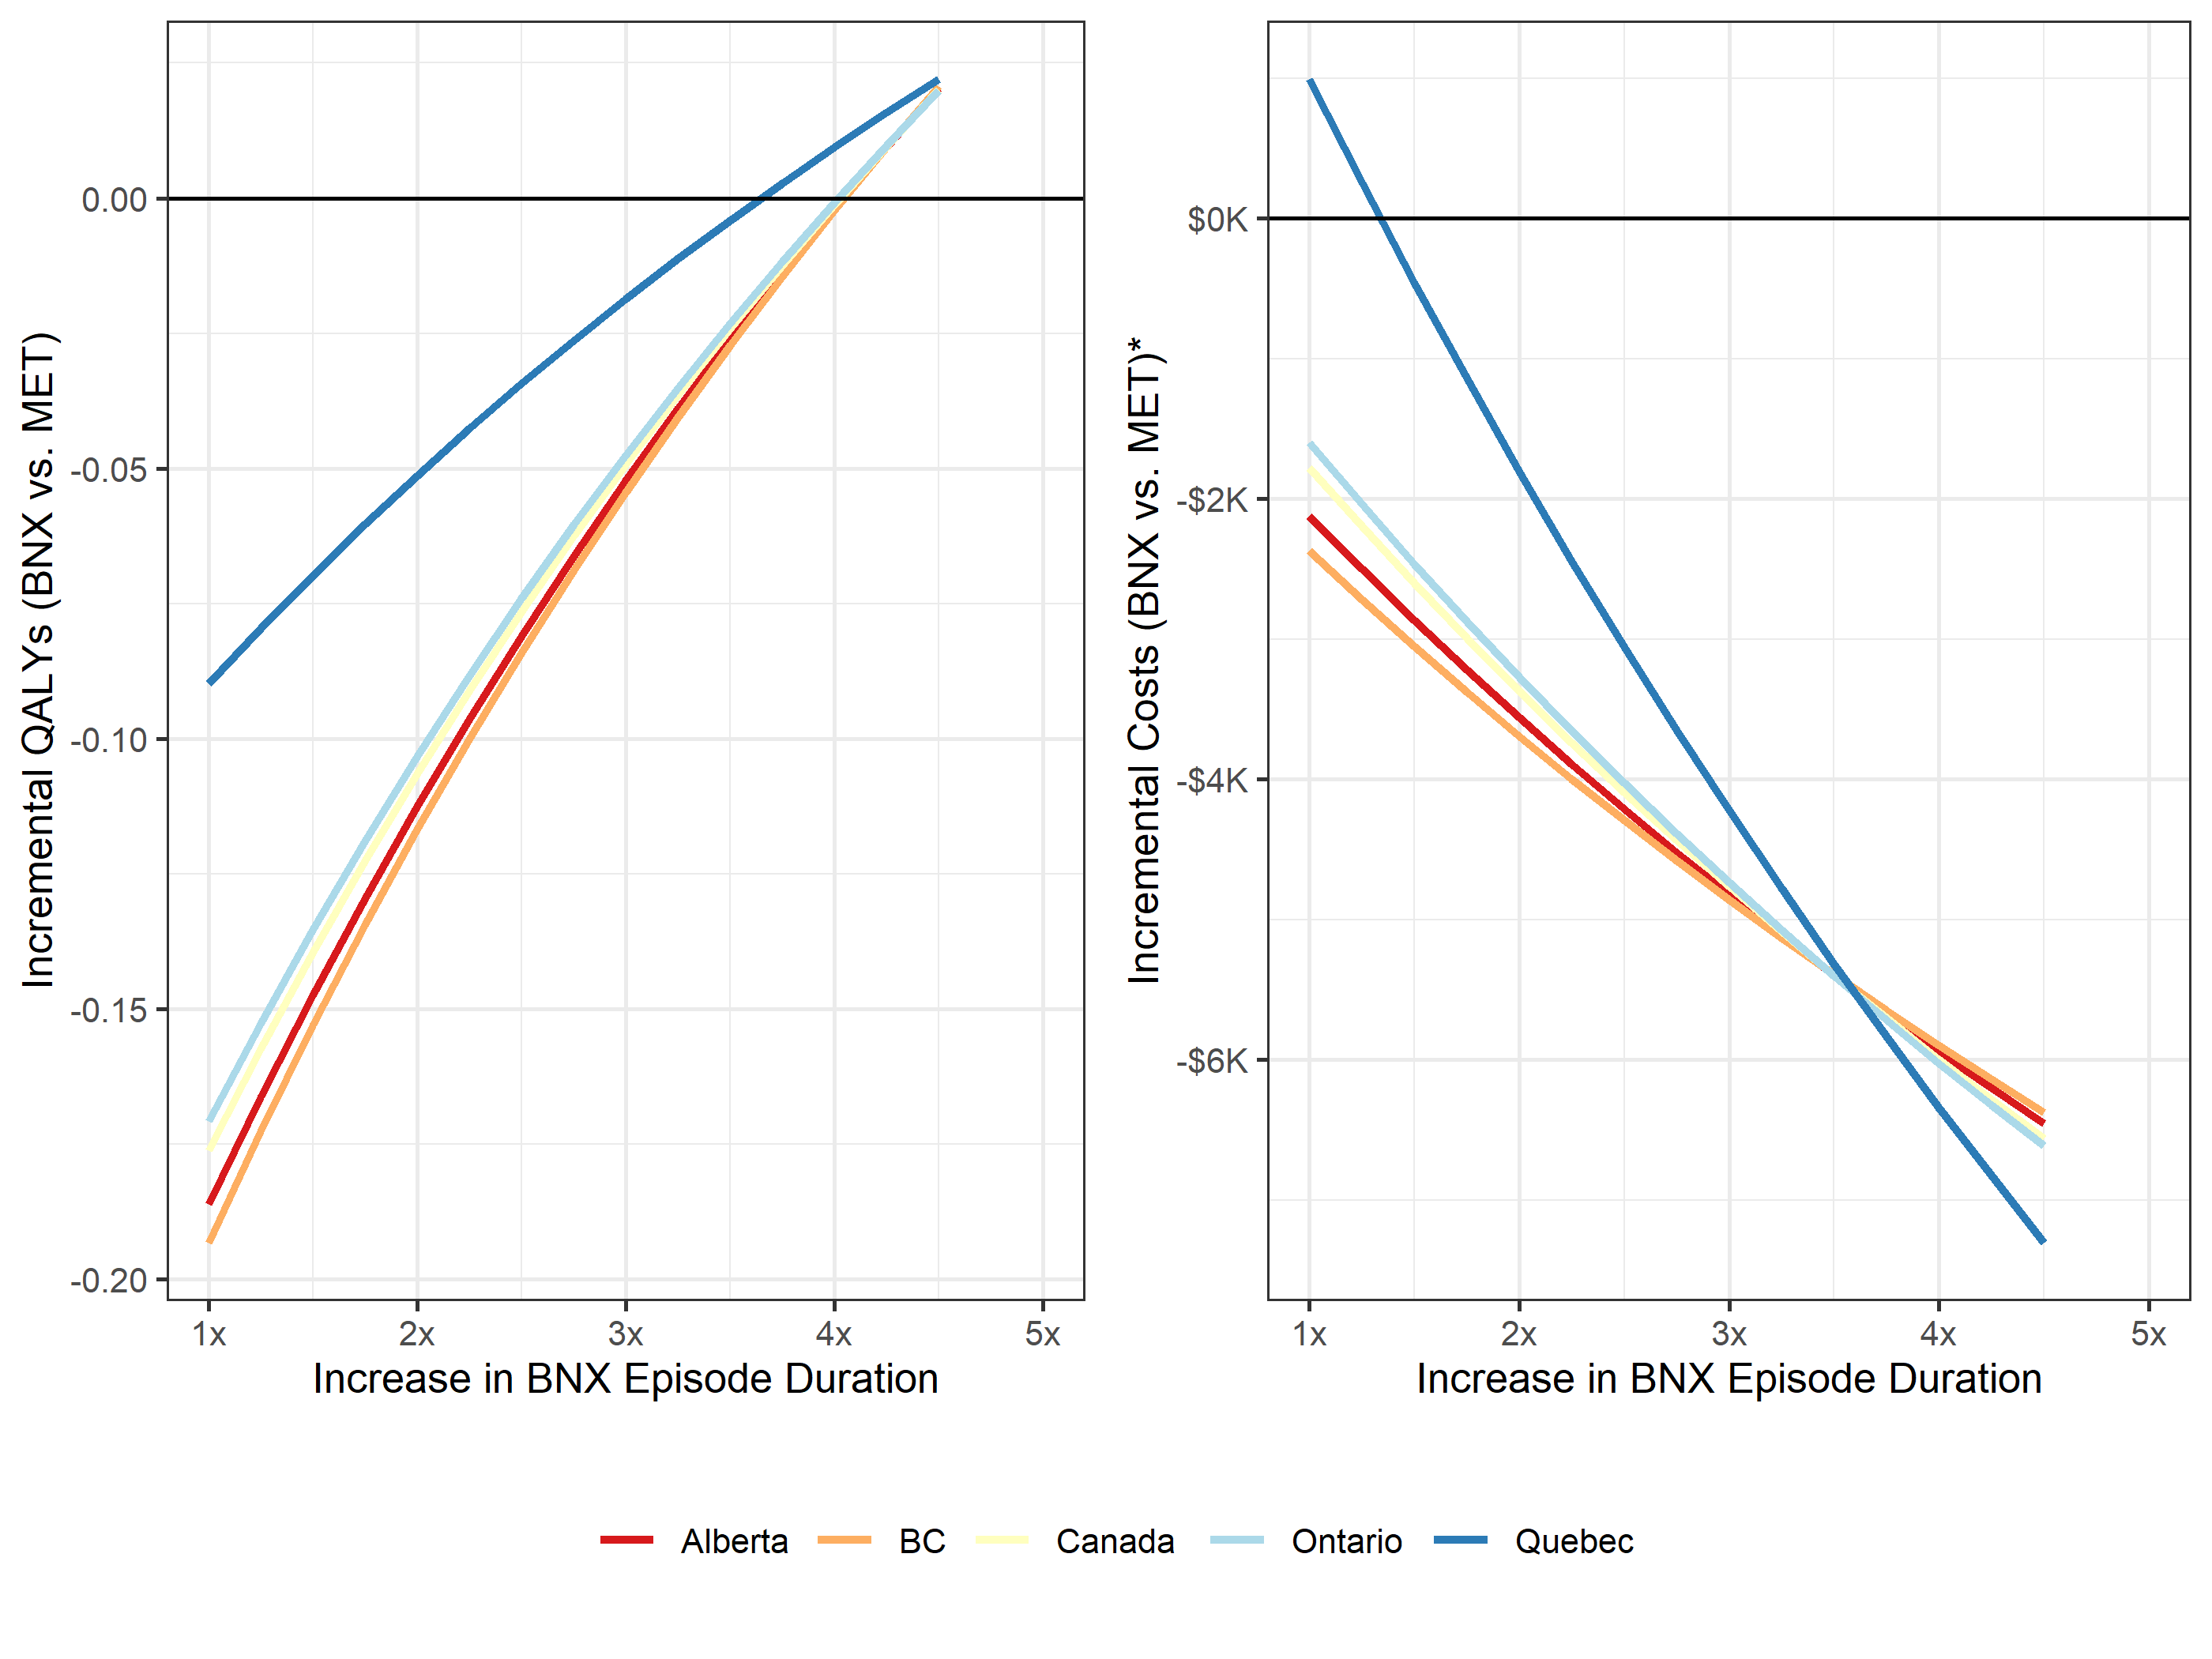 Incremental QALYs (BNX vs. MET)
0.00
-0.05
-0.10
-0.15
-0.20
1x 2x 3x 4x 5x
Increase in BNX Episode Duration
Incremental Costs (BNX vs. MET)*
$0K
-$2K
-$4K
-$6K
1x 2x 3x 4x 5x
Increase in BNX Episode Duration
Alberta BC Canada Ontario Quebec